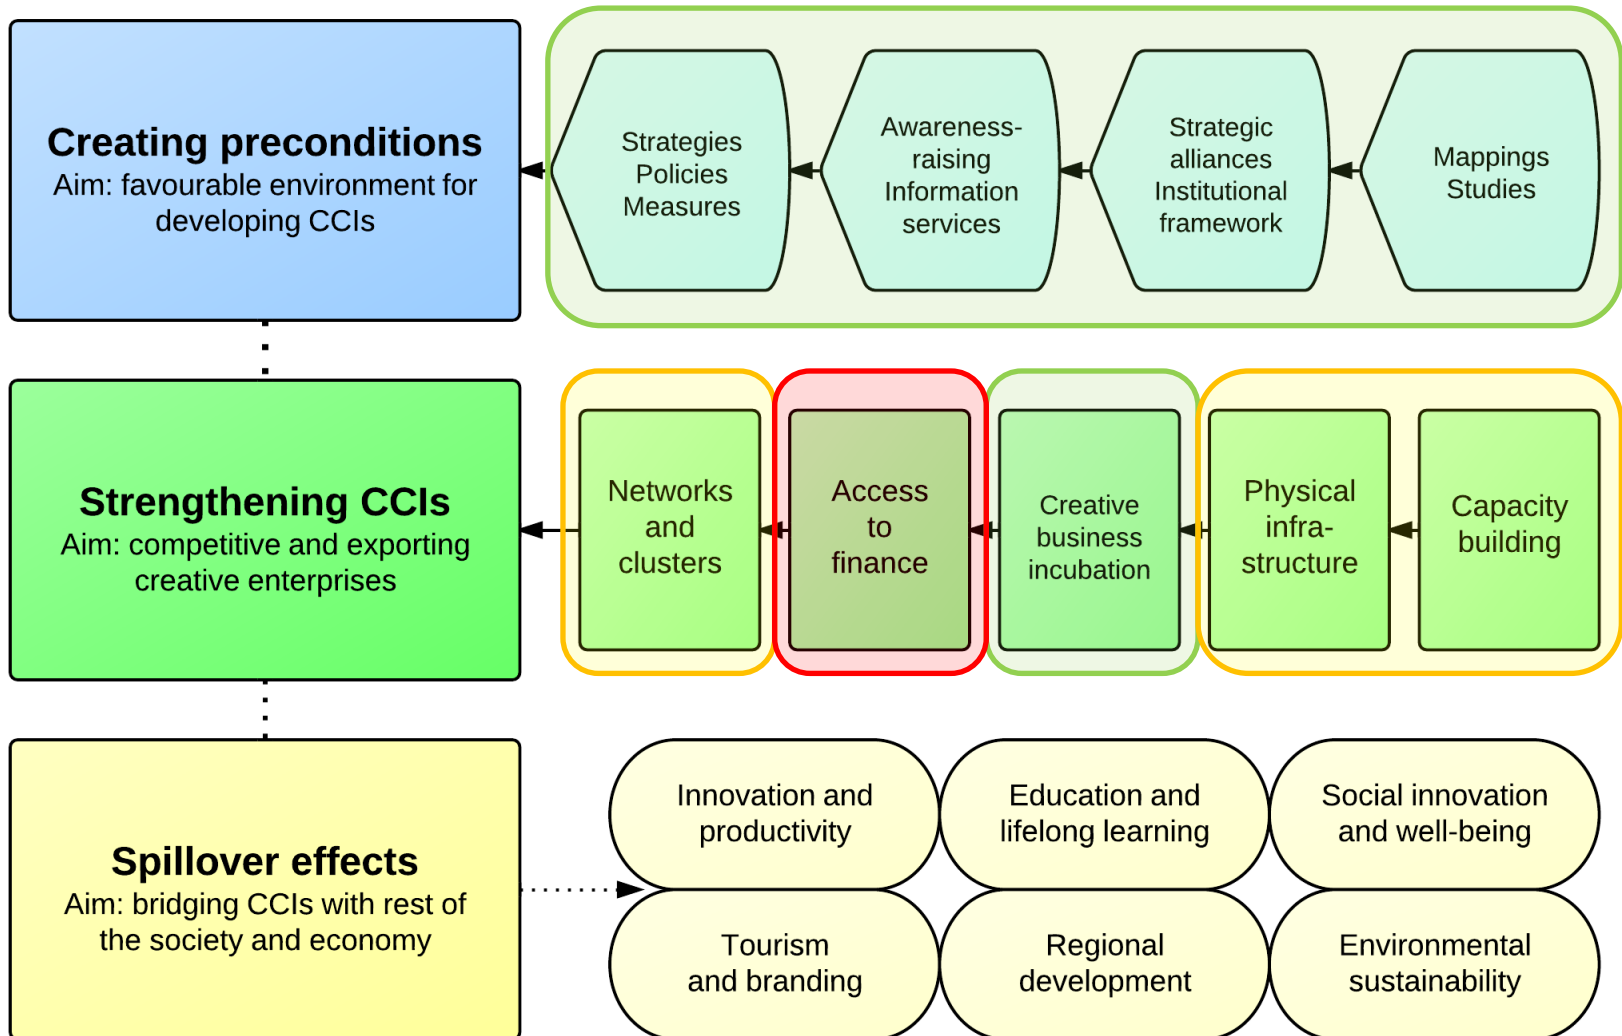 Creating preconditions
Aim: favourable environment for
developing CCIs
Strategies
Policies
Measures
Awareness-
raising
Information
services
Strategic
alliances
Institutional
framework
Mappings
Studies
Strengthening CCIs
Aim: competitive and exporting
creative enterprises
Networks
and
clusters
Access
to
finance
Creative
business
incubation
Physical
infra-
structure
Capacity
building
Spillover effects
Aim: bridging CCIs with rest of
the society and economy
Innovation and
productivity
Education and
lifelong learning
Social innovation
and well-being
Tourism
and branding
Regional
development
Environmental
sustainability